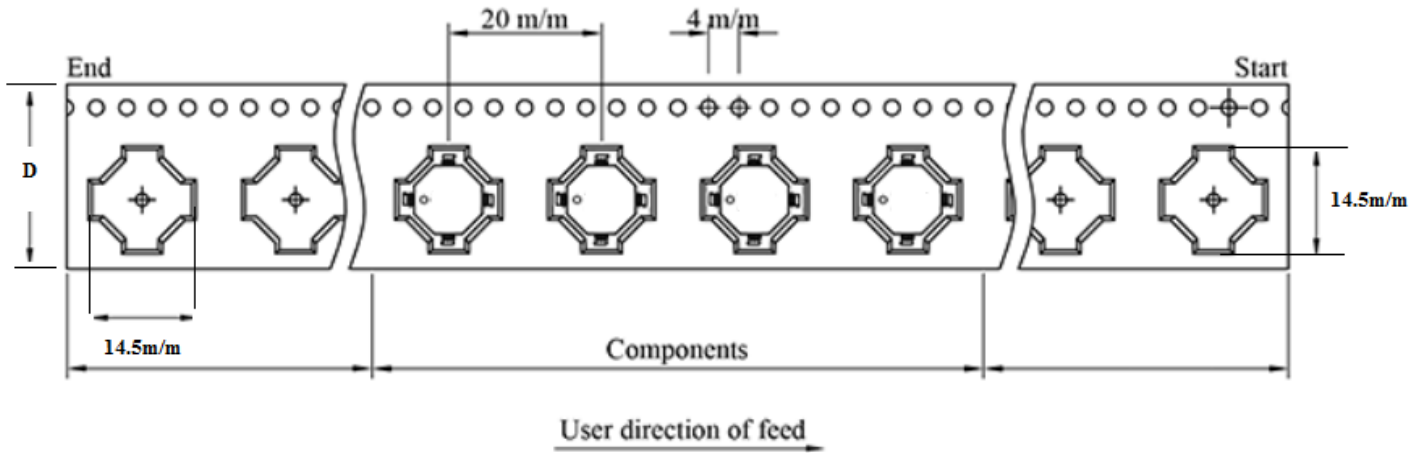 20 m/m
4 m/m
End
Start
D
14.5m/m
14.5m/m
Components
User direction of feed